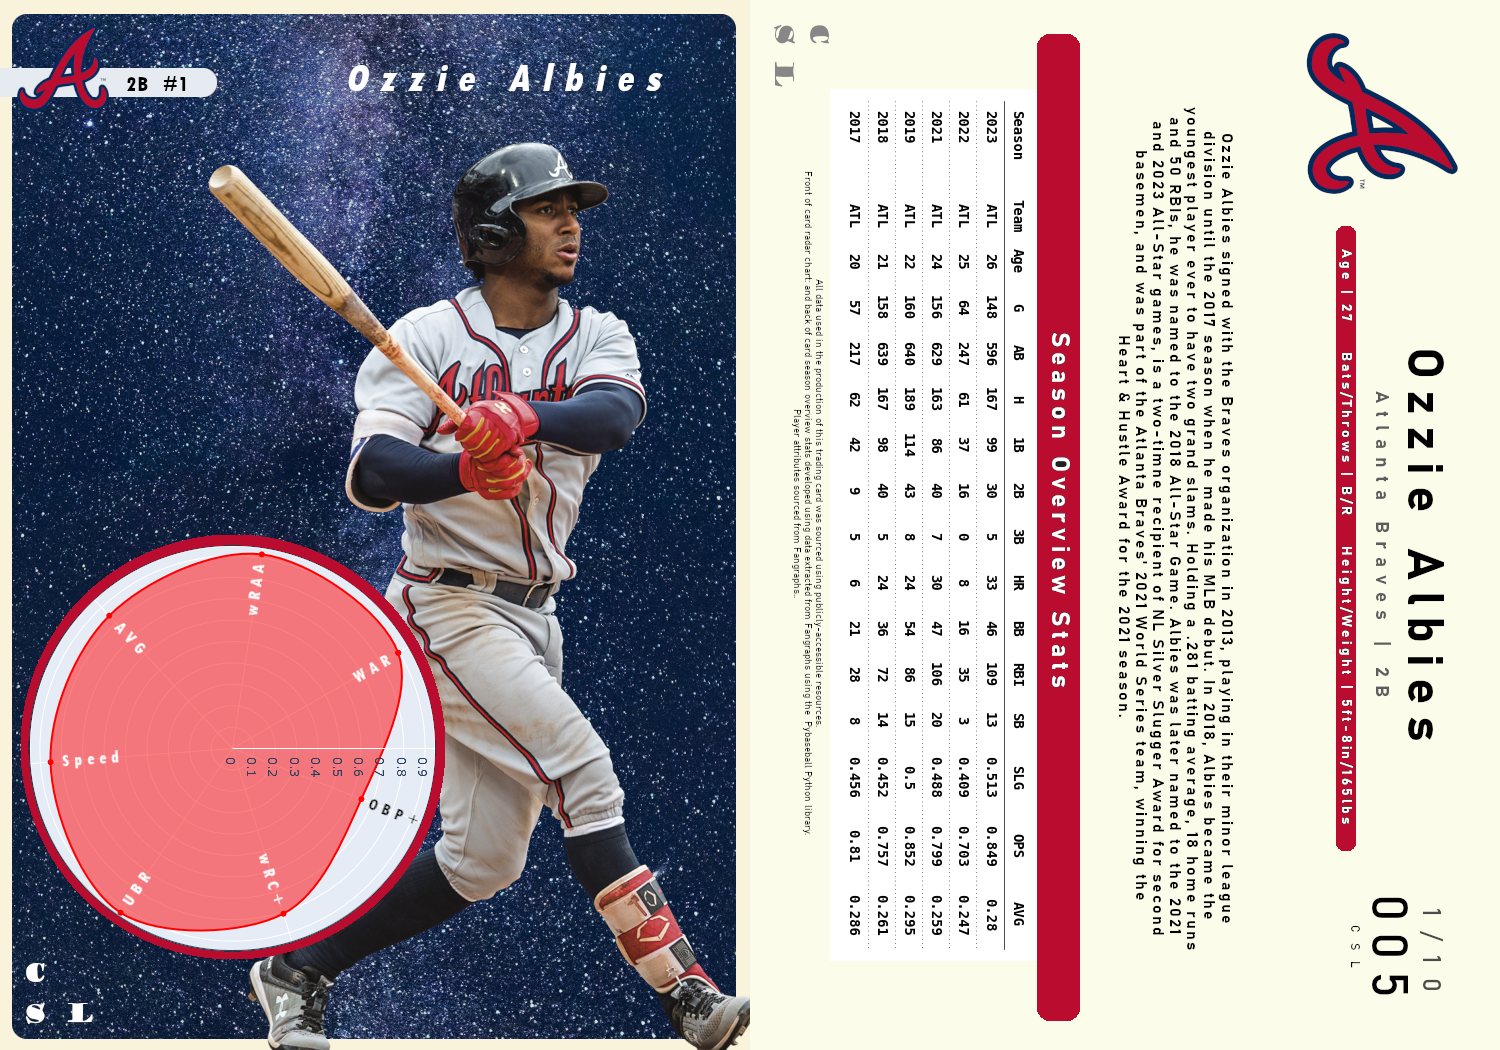 Ozzie Albies
2B #1
A
™
Atlanta
wRAA
WAR
AVG
Speed
0 0.1 0.2 0.3 0.4 0.5 0.6 0.7 0.8 0.9
OBP+
wRC+
UBR
C
S L
1/10
005
CSL
Ozzie Albies
Atlanta Braves | 2B
Age | 27 Bats/Throws | B/R Height/Weight | 5ft-8in/165lbs
™
Ozzie Albies signed with the Braves organization in 2013, playing in their minor league
division until the 2017 season when he made his MLB debut. In 2018, Albies became the
youngest player ever to have two grand slams. Holding a .281 batting average, 18 home runs
and 50 RBIs, he was named to the 2018 All-Star Game. Albies was later named to the 2021
and 2023 All-Star games, is a two-time recipient of NL Silver Slugger Award for second
basemen, and was part of the Atlanta Braves' 2021 World Series team, winning the
Heart & Hustle Award for the 2021 season.
Season Overview Stats
Season Team Age G AB H 1B 2B 3B HR BB RBI SB SLG OPS AVG
2023 ATL 26 148 596 167 99 30 5 33 46 109 13 0.513 0.849 0.28
2022 ATL 25 64 247 61 37 16 0 8 16 35 3 0.409 0.703 0.247
2021 ATL 24 156 629 163 86 40 7 30 47 106 20 0.488 0.799 0.259
2019 ATL 22 160 640 189 114 43 8 24 54 86 15 0.5 0.852 0.295
2018 ATL 21 158 639 167 98 40 5 24 36 72 14 0.452 0.757 0.261
2017 ATL 20 57 217 62 42 9 5 6 21 28 8 0.456 0.81 0.286
All data used in the production of this trading card was sourced using publicly-accessible resources.
Front of card radar chart and back of card season overview stats developed using data extracted from Fangraphs using the Pybaseball Python library.
Player attributes sourced from Fangraphs.
C
S L